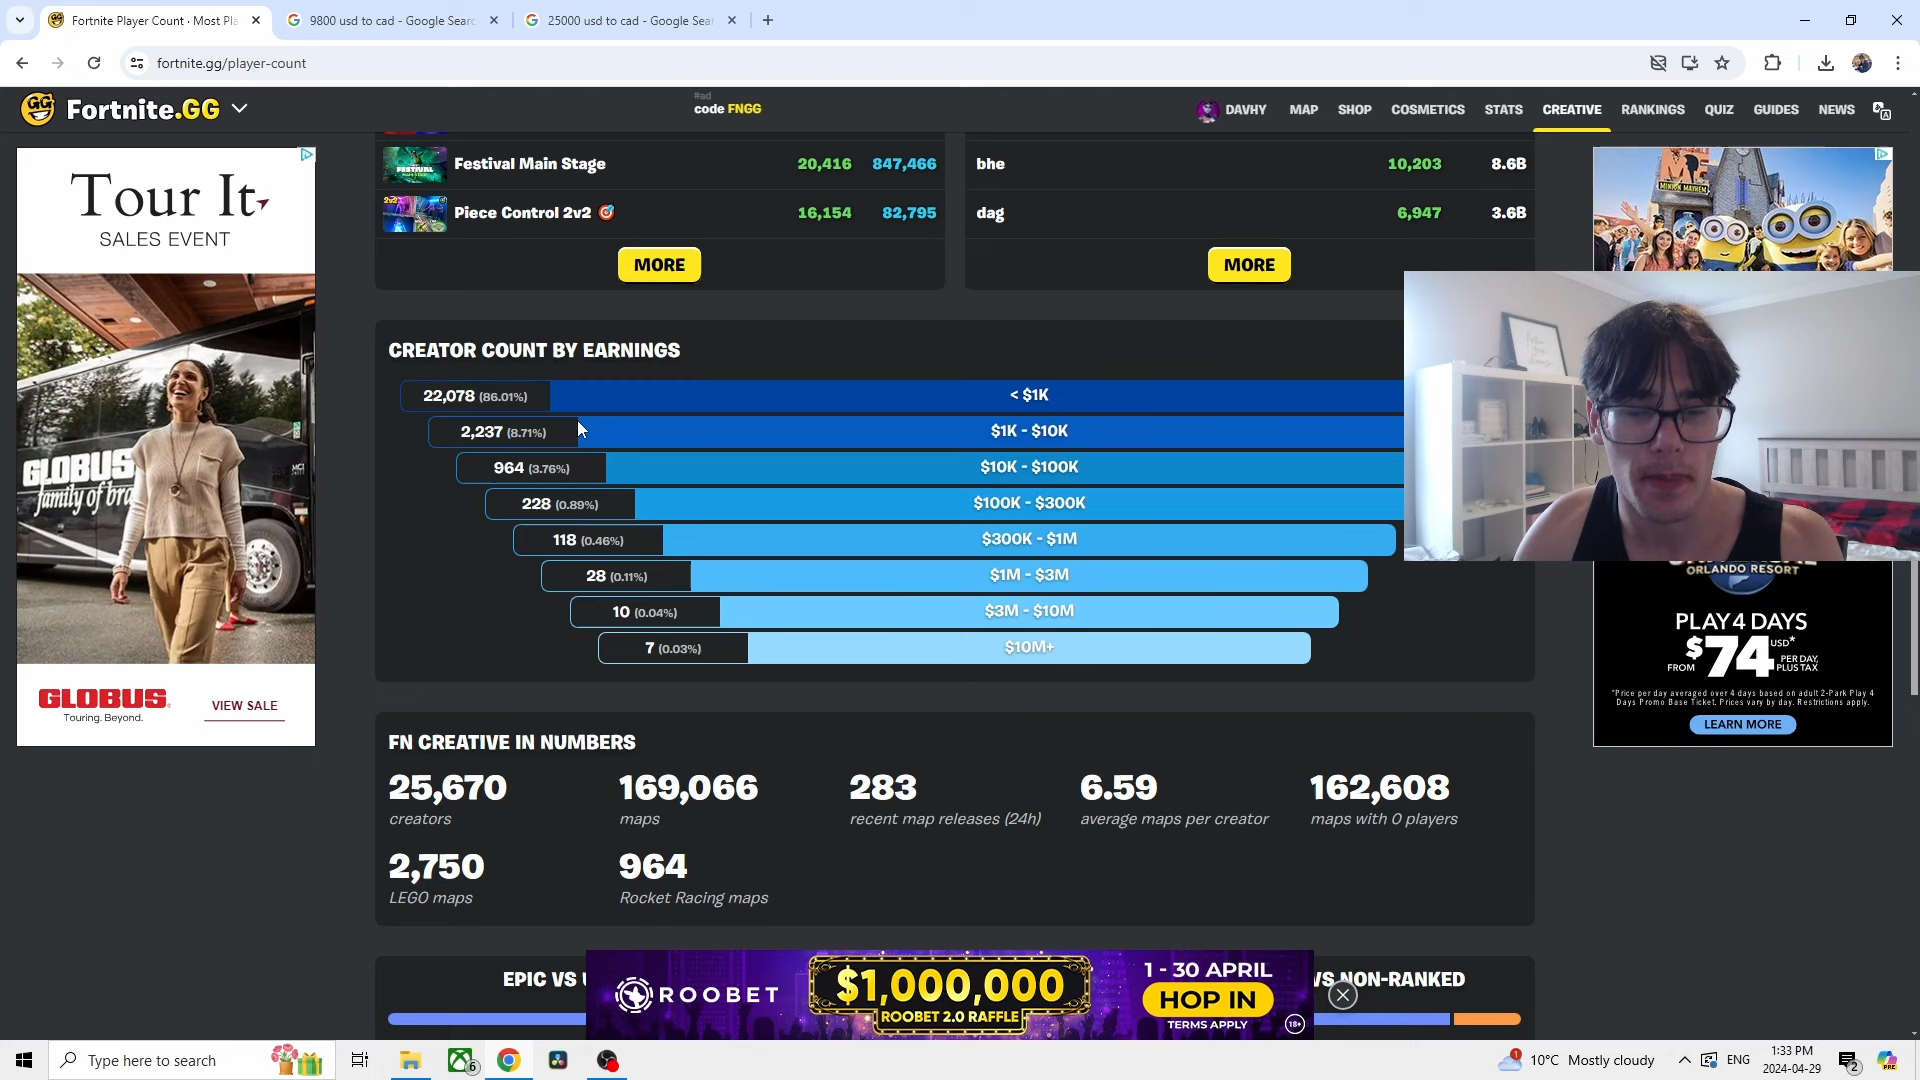 Fortnite Player Count · Most Pla
9800 usd to cad - Google Searc
25000 usd to cad - Google Sear
fortnite.gg/player-count
GG Fortnite.GG
#ad
code FNGG
DAVHY MAP SHOP COSMETICS STATS CREATIVE RANKINGS QUIZ GUIDES NEWS
Tour It
SALES EVENT
GLOBUS
family of bra
GLOBUS
Touring. Beyond.
VIEW SALE
Festival Main Stage 20,416 847,466
Piece Control 2v2 16,154 82,795
MORE
bhe 10,203 8.6B
dag 6,947 3.6B
MORE
CREATOR COUNT BY EARNINGS
22,078 (86.01%) < $1K
2,237 (8.71%) $1K - $10K
964 (3.76%) $10K - $100K
228 (0.89%) $100K - $300K
118 (0.46%) $300K - $1M
28 (0.11%) $1M - $3M
10 (0.04%) $3M - $10M
7 (0.03%) $10M+
FN CREATIVE IN NUMBERS
25,670
creators
169,066
maps
283
recent map releases (24h)
6.59
average maps per creator
162,608
maps with 0 players
2,750
LEGO maps
964
Rocket Racing maps
EPIC VS
VS NON-RANKED
ROOBET
$1,000,000
ROOBET 2.0 RAFFLE
1 - 30 APRIL
HOP IN
TERMS APPLY
18+
MINION MAYHEM
ORLANDO RESORT
PLAY 4 DAYS
FROM $74 USD* PER DAY, PLUS TAX
*Price per day averaged over 4 days based on adult 2-Park Play 4
Days Promo Base Ticket. Prices vary by day. Restrictions apply.
LEARN MORE
Type here to search
6
1
10°C Mostly cloudy
ENG
1:33 PM
2024-04-29
2
PRE